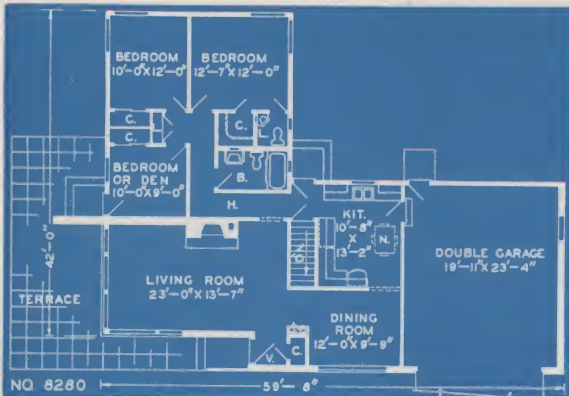 BEDROOM
10'-0"X12'-0"
BEDROOM
12'-7"X12'-0"
C.
C.
C.
BEDROOM
OR DEN
10'-0"X9'-0"
B.
H.
KIT.
10'-8"
X
13'-2"
N.
DOUBLE GARAGE
19'-11"X23'-4"
42'-0"
LIVING ROOM
23'-0"X13'-7"
DN.
TERRACE
DINING
ROOM
12'-0"X9'-9"
V.
C.
NO 8280
59'-8"